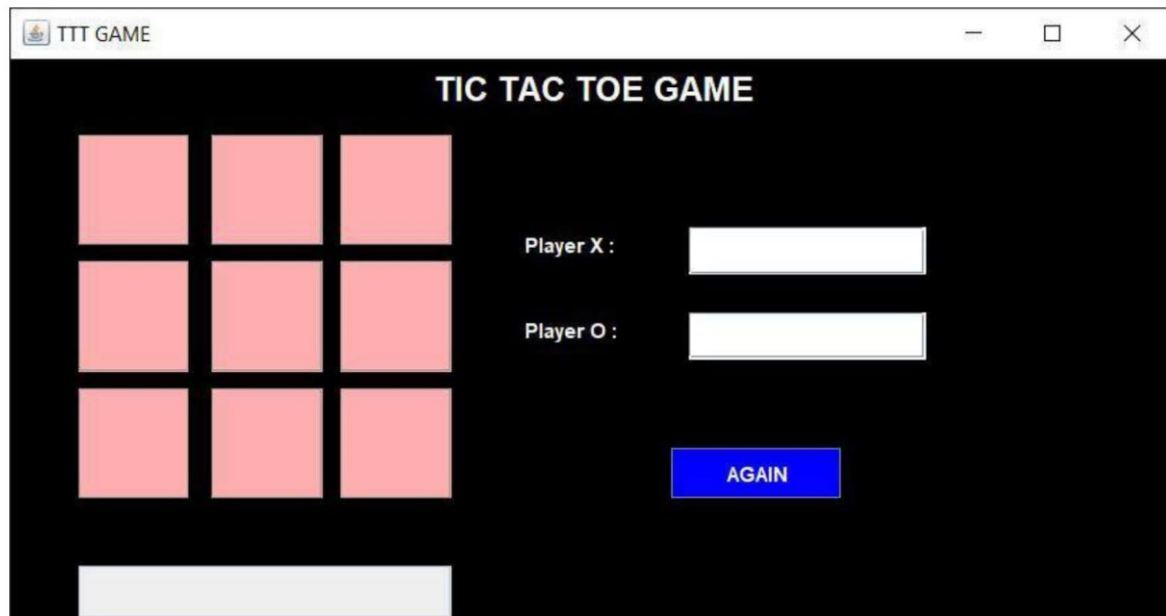 TTT GAME
TIC TAC TOE GAME
Player X :
Player O :
AGAIN